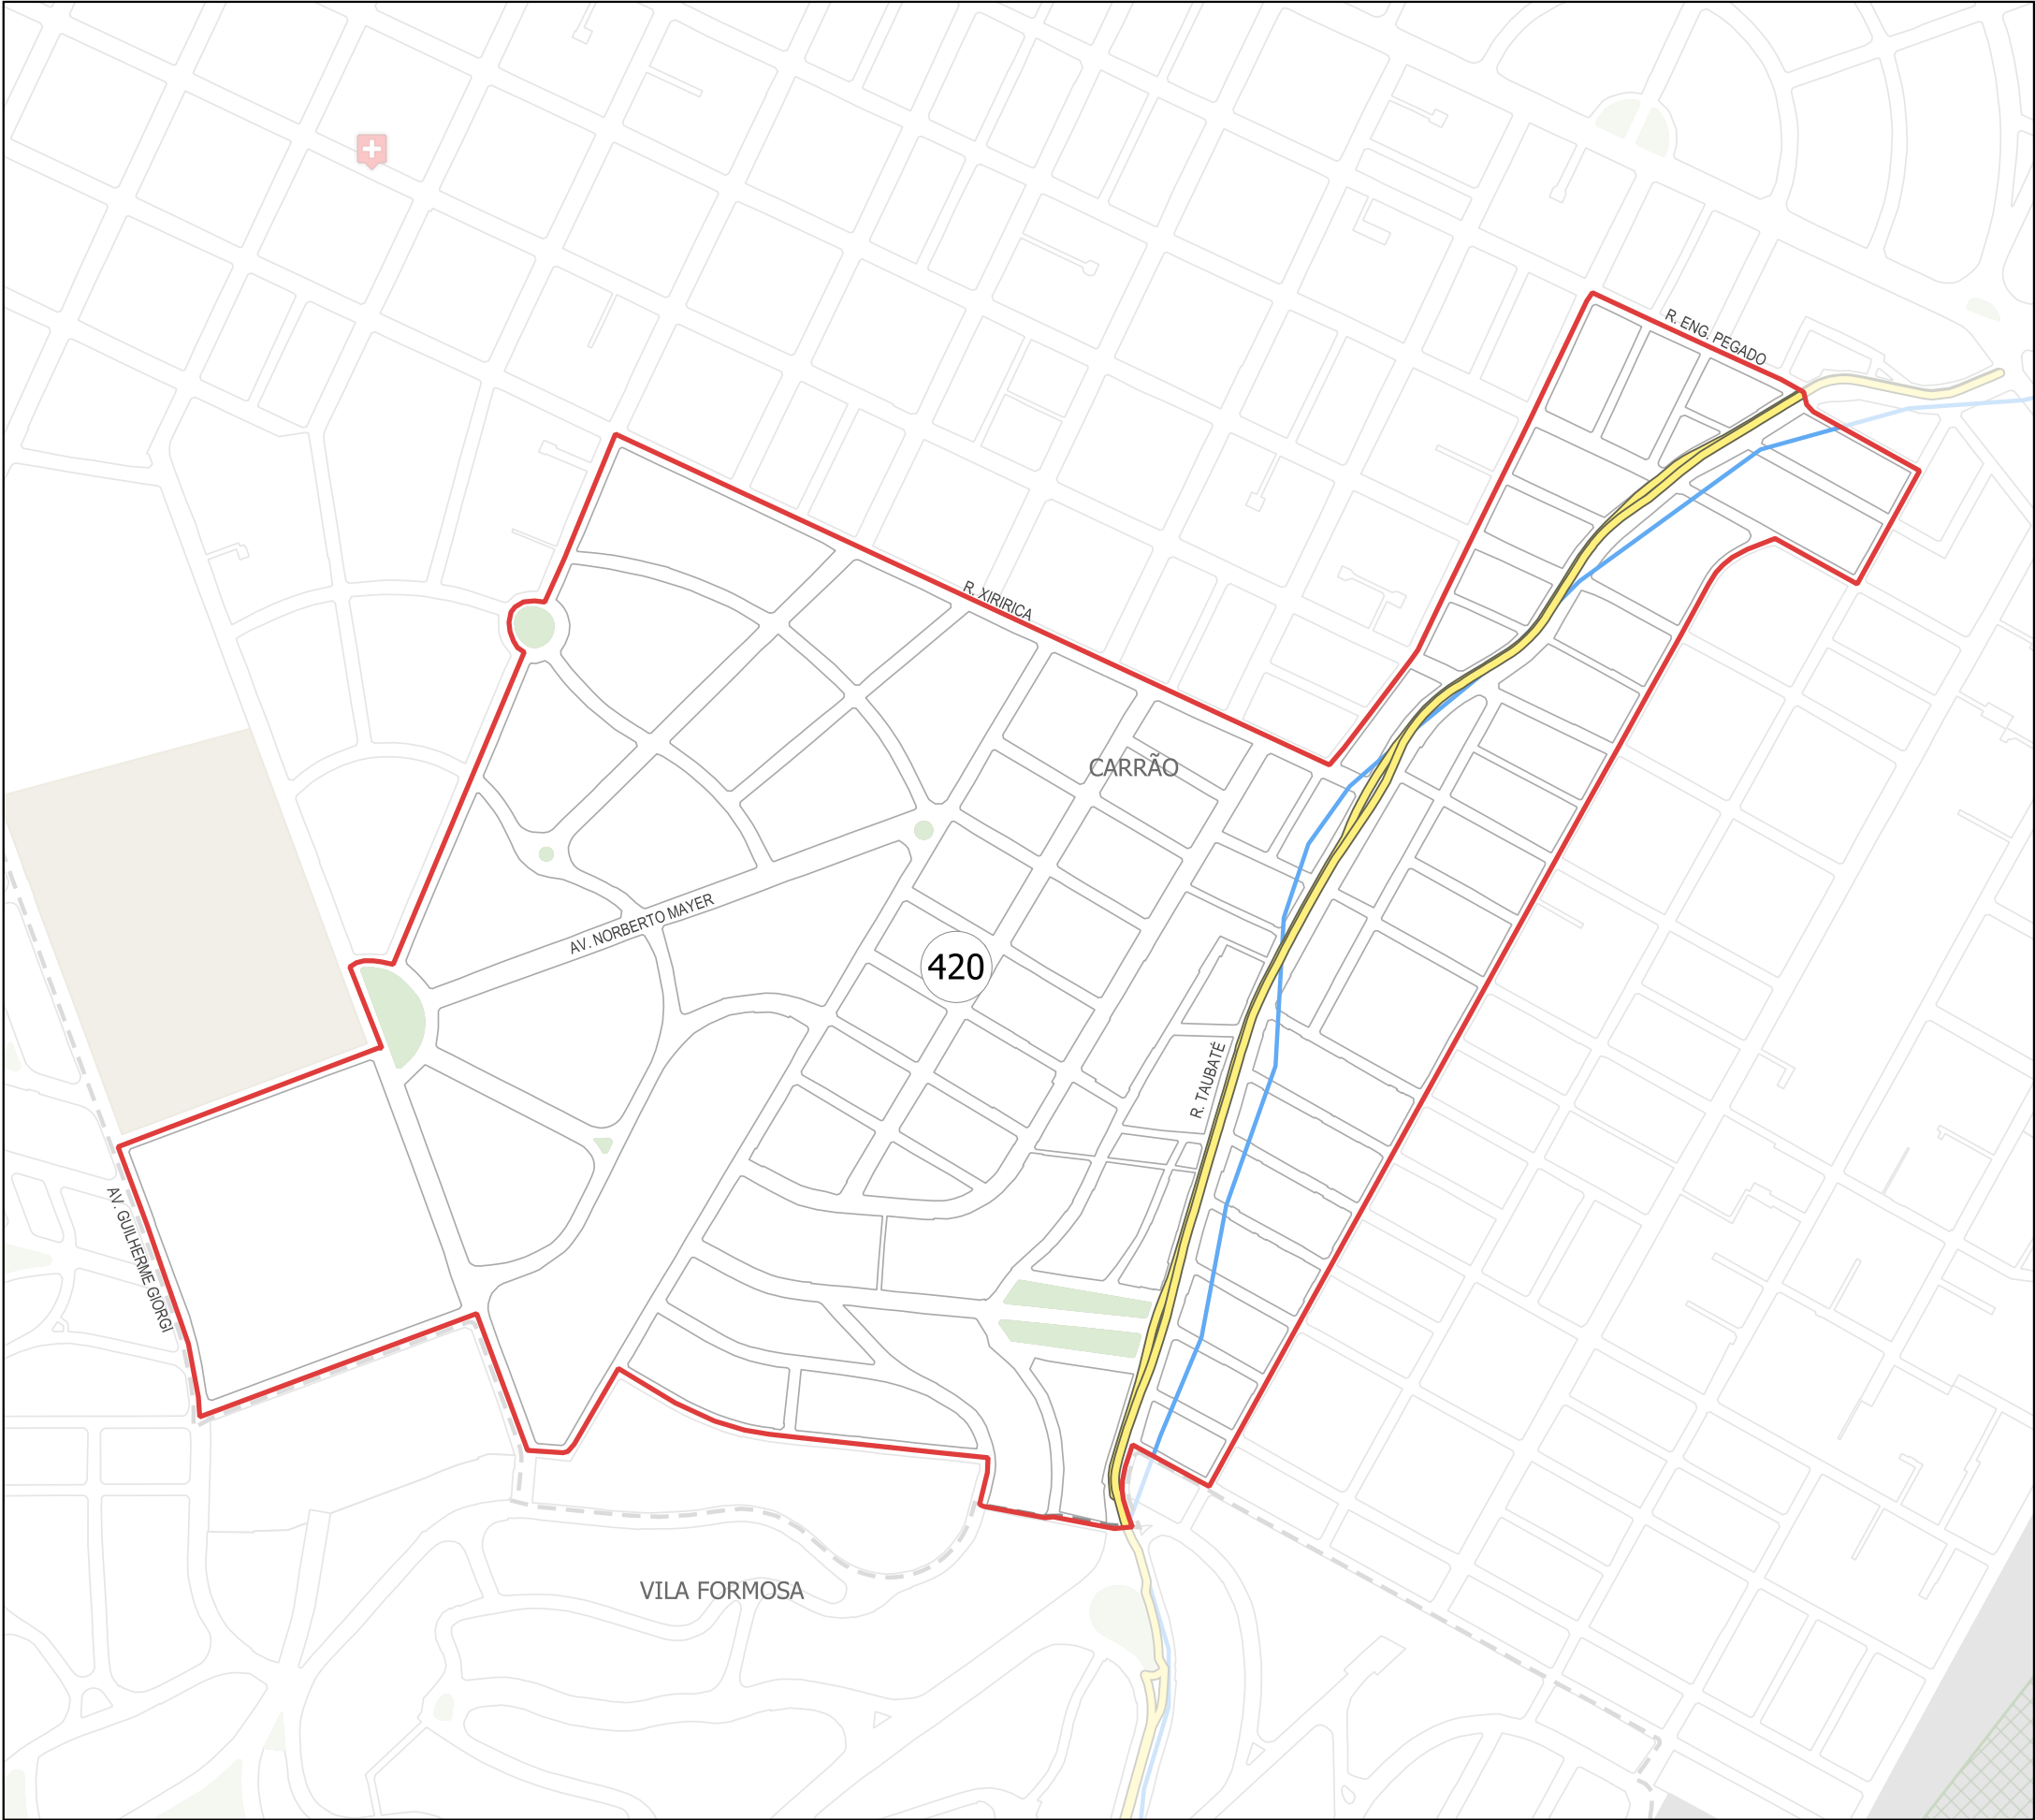 R. ENG. PEGADO
R. XIRIRICA
CARRÃO
AV. NORBERTO MAYER
420
R. TAUBATÉ
AV. GUILHERME GIORGI
VILA FORMOSA